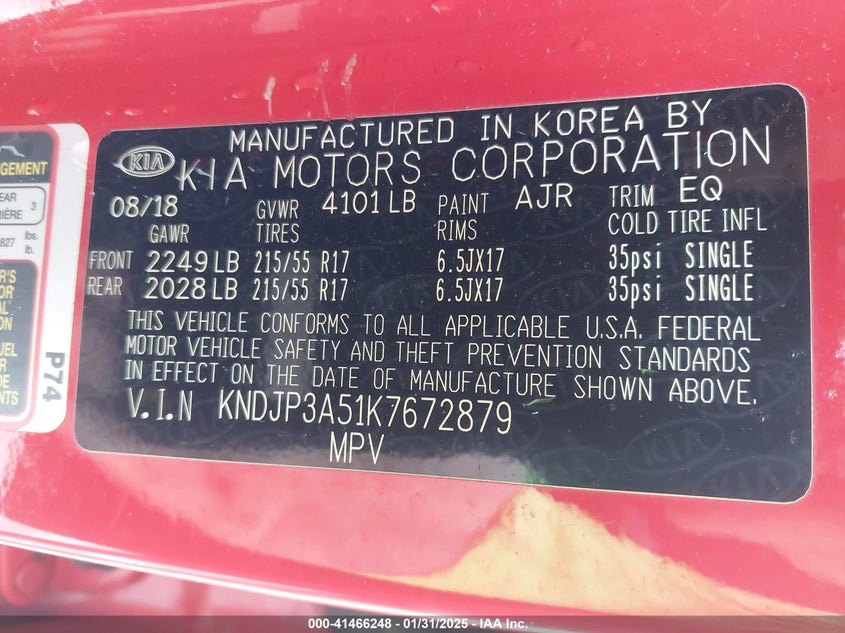 MANUFACTURED IN KOREA BY
KIA KIA MOTORS CORPORATION
08/18 GVWR 4101 LB PAINT AJR TRIM EQ
GAWR TIRES RIMS COLD TIRE INFL
FRONT 2249 LB 215/55 R17 6.5JX17 35psi SINGLE
REAR 2028 LB 215/55 R17 6.5JX17 35psi SINGLE
THIS VEHICLE CONFORMS TO ALL APPLICABLE U.S.A. FEDERAL
MOTOR VEHICLE SAFETY AND THEFT PREVENTION STANDARDS
IN EFFECT ON THE DATE OF MANUFACTURE SHOWN ABOVE.
V.I.N KNDJP3A51K7672879
MPV
3
827 lbs.
lb.
P74
000-41466248 - 01/31/2025 - © IAA, Inc.